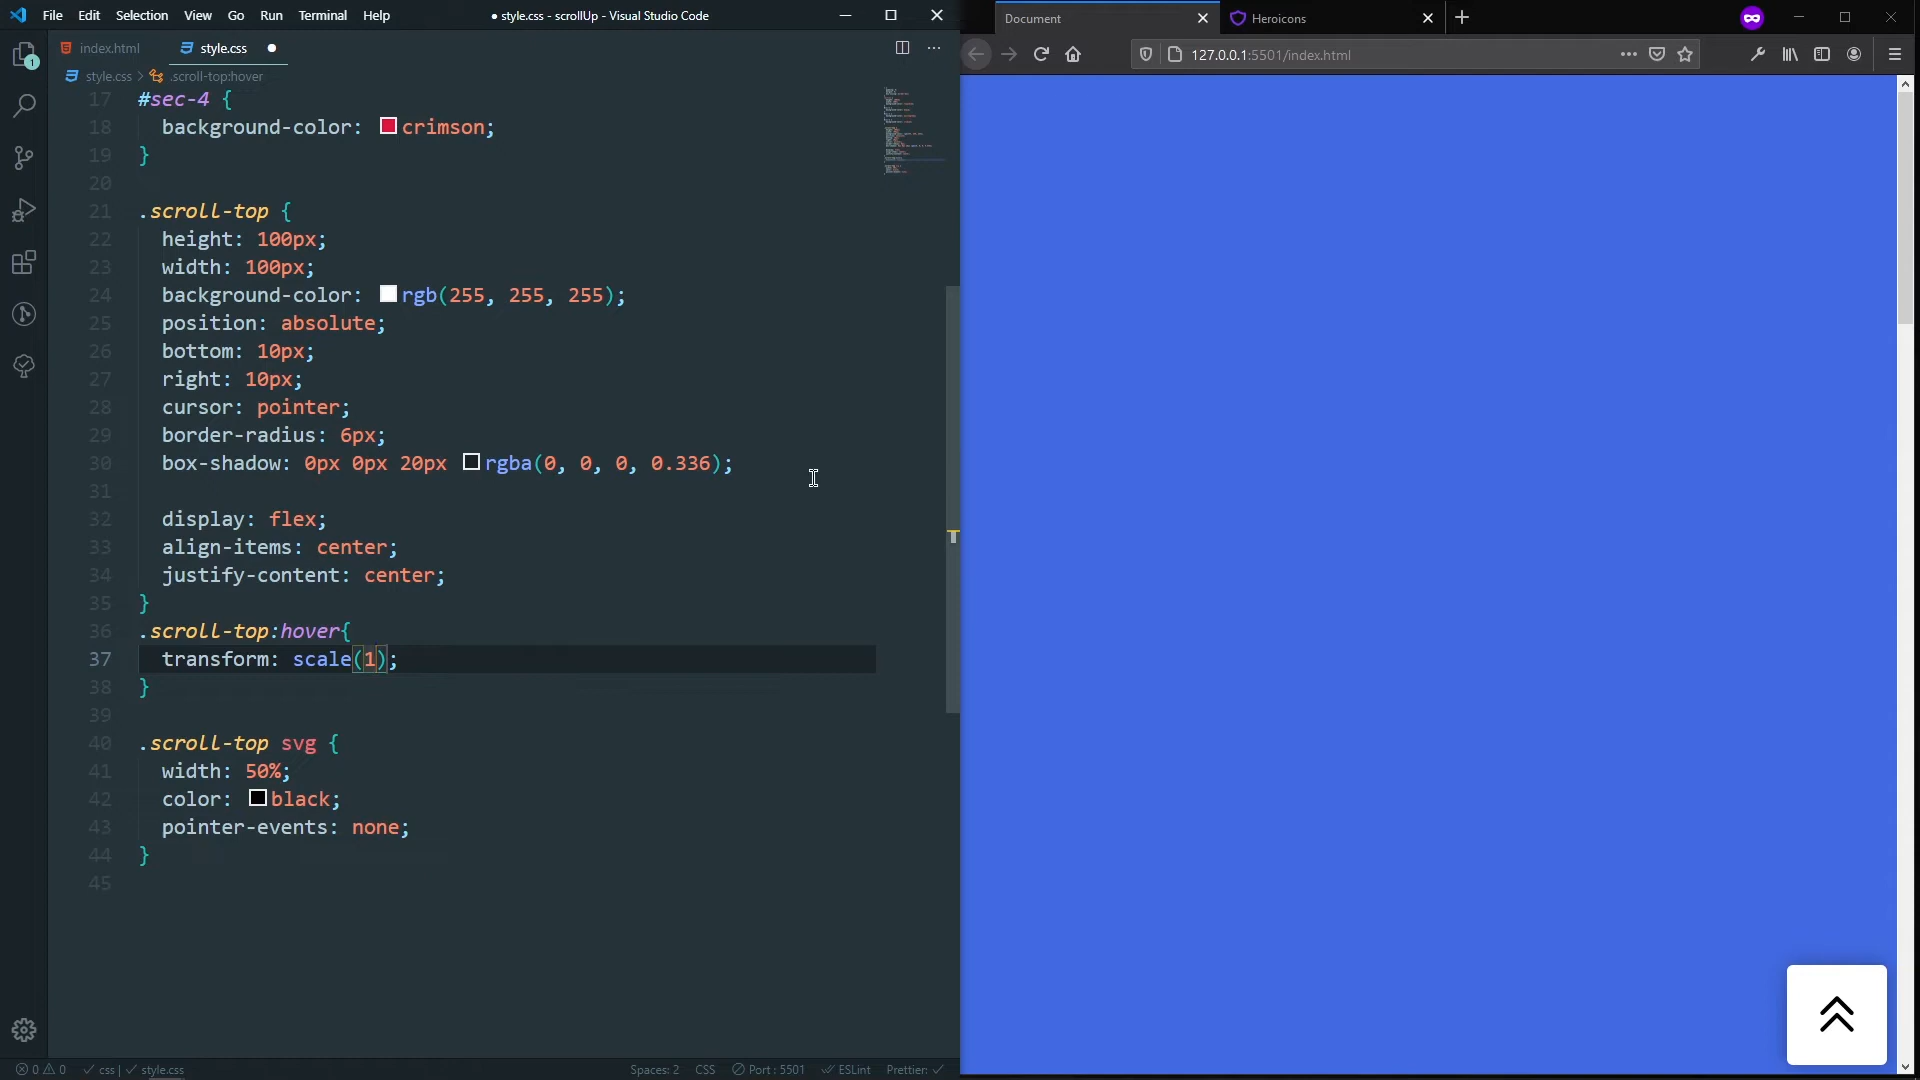 File Edit Selection View Go Run Terminal Help
● style.css - scrollUp - Visual Studio Code
index.html
style.css ●
style.css > .scroll-top:hover
17 #sec-4 {
18 background-color: crimson;
19 }
20
21 .scroll-top {
22 height: 100px;
23 width: 100px;
24 background-color: rgb(255, 255, 255);
25 position: absolute;
26 bottom: 10px;
27 right: 10px;
28 cursor: pointer;
29 border-radius: 6px;
30 box-shadow: 0px 0px 20px rgba(0, 0, 0, 0.336);
31
32 display: flex;
33 align-items: center;
34 justify-content: center;
35 }
36 .scroll-top:hover{
37 transform: scale(1);
38 }
39
40 .scroll-top svg {
41 width: 50%;
42 color: black;
43 pointer-events: none;
44 }
45
1
0 0 ✓ css | ✓ style.css
Spaces: 2 CSS Port : 5501 ESLint Prettier: ✓
Document
Heroicons
127.0.0.1:5501/index.html